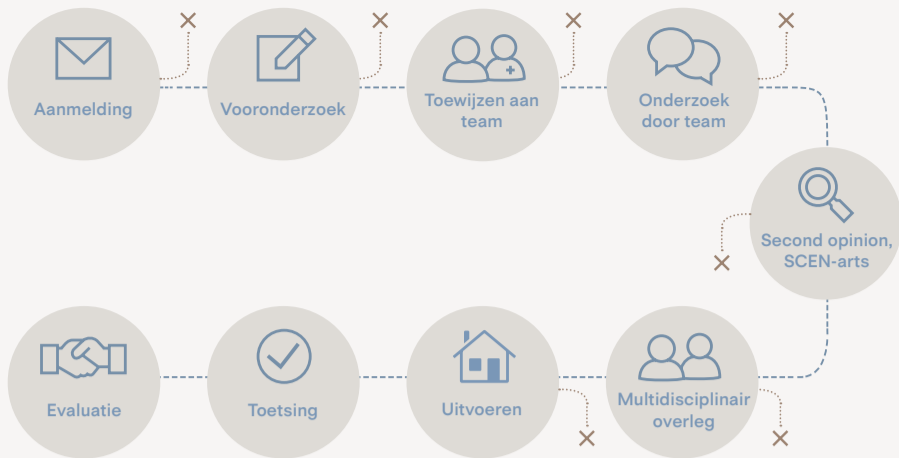 Aanmelding
Vooronderzoek
Toewijzen aan
team
Onderzoek
door team
Second opinion,
SCEN-arts
Multidisciplinair
overleg
Uitvoeren
Toetsing
Evaluatie